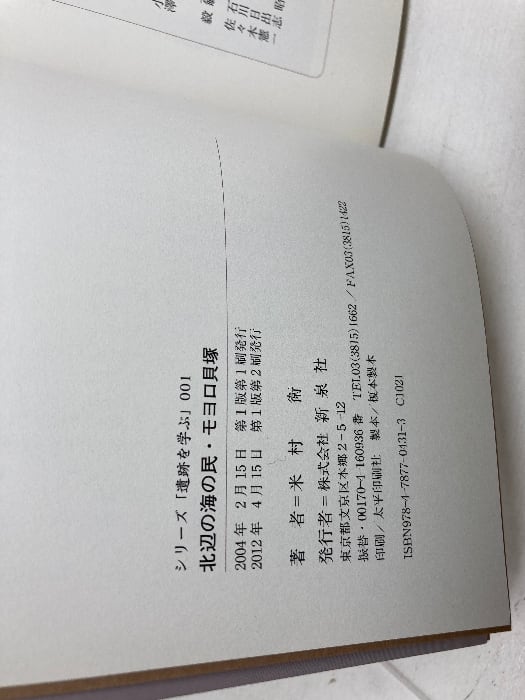 シリーズ「遺跡を学ぶ」001
北辺の海の民・モヨロ貝塚
2004年 2月15日 第1版第1刷発行
2012年 4月15日 第1版第2刷発行
著 者＝米 村 衛
発行者＝株式会社 新 泉 社
東京都文京区本郷 2-5-12
振替・00170-4-160936番 TEL03(3815)1662／FAX03(3815)1422
印刷／太平印刷社 製本／榎本製本
ISBN978-4-7877-0431-3 C1021